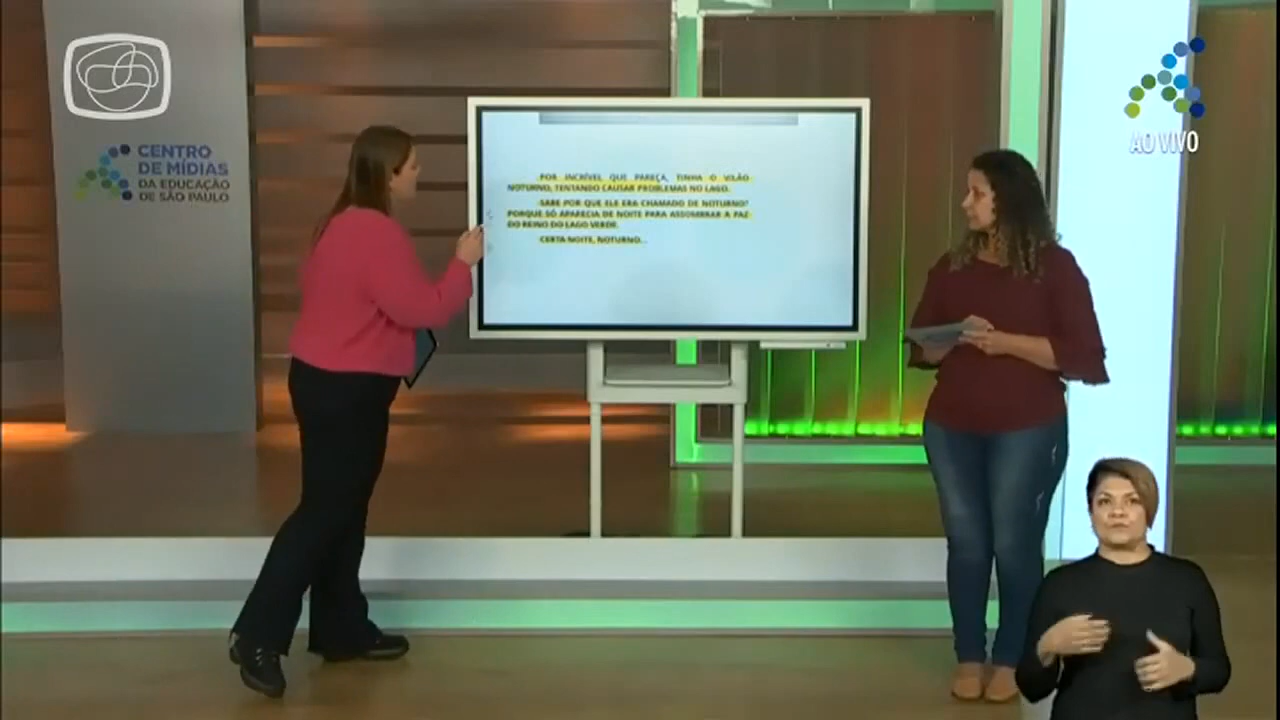 CENTRO
DE MÍDIAS
DA EDUCAÇÃO
DE SÃO PAULO
AO VIVO
POR INCRÍVEL QUE PAREÇA, TINHA O VILÃO
NOTURNO, TENTANDO CAUSAR PROBLEMAS NO LAGO.
SABE POR QUE ELE ERA CHAMADO DE NOTURNO?
PORQUE SÓ APARECIA DE NOITE PARA ASSOMBRAR A PAZ
DO REINO DO LAGO VERDE.
CERTA NOITE, NOTURNO...